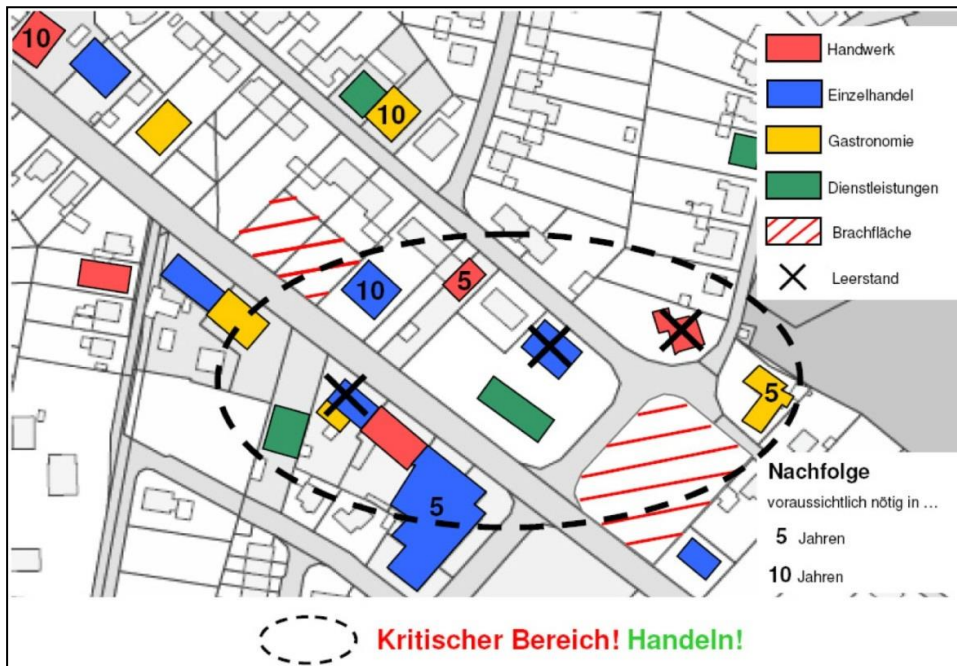 10
10
10
5
5
5
Handwerk
Einzelhandel
Gastronomie
Dienstleistungen
Brachfläche
Leerstand
Nachfolge
voraussichtlich nötig in ...
5 Jahren
10 Jahren
Kritischer Bereich! Handeln!